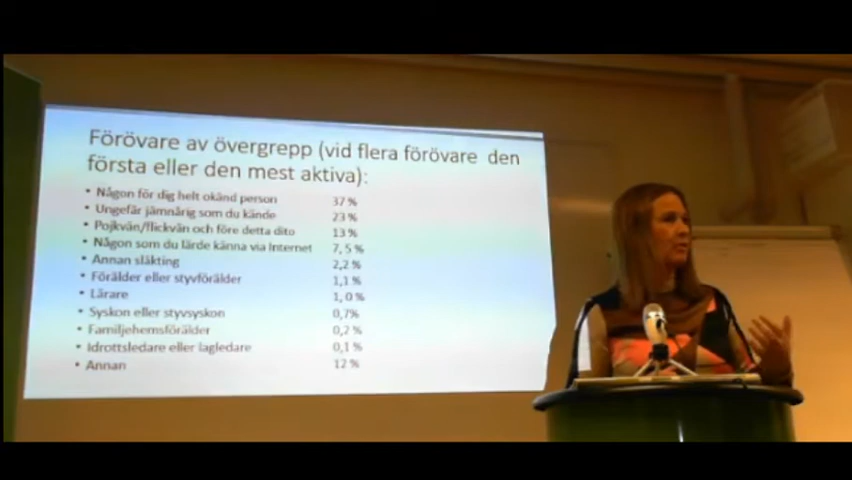 Förövare av övergrepp (vid flera förövare den
första eller den mest aktiva):
• Någon för dig helt okänd person 37 %
• Ungefär jämnårig som du kände 23 %
• Pojkvän/flickvän och före detta dito 13 %
• Någon som du lärde känna via Internet 7, 5 %
• Annan släkting 2,2 %
• Förälder eller styvförälder 1,1 %
• Lärare 1, 0 %
• Syskon eller styvsyskon 0,7%
• Familjehemsförälder 0,2 %
• Idrottsledare eller lagledare 0,1 %
• Annan 12 %